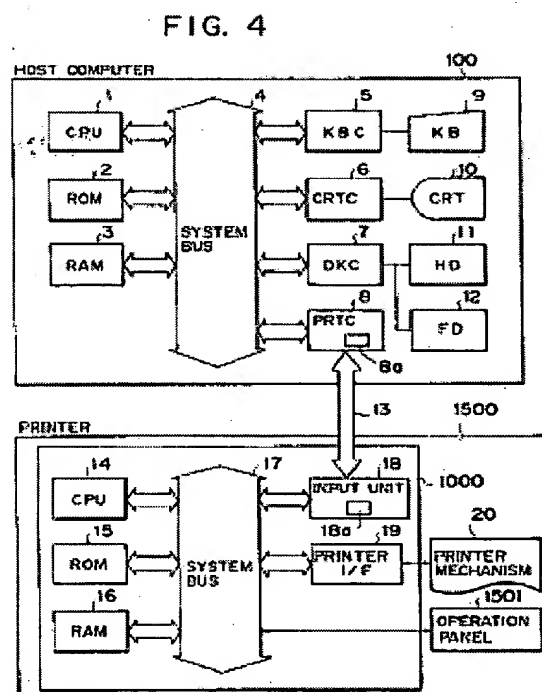 FIG. 4
HOST COMPUTER
100
1
CPU
2
ROM
3
RAM
4
SYSTEM
BUS
5
KBC
9
KB
6
CRTC
10
CRT
7
DKC
11
HD
12
FD
8
PRTC
8a
13
PRINTER
1500
14
CPU
15
ROM
16
RAM
17
SYSTEM
BUS
18
INPUT UNIT
18a
1000
19
PRINTER
I/F
20
PRINTER
MECHANISM
1501
OPERATION
PANEL